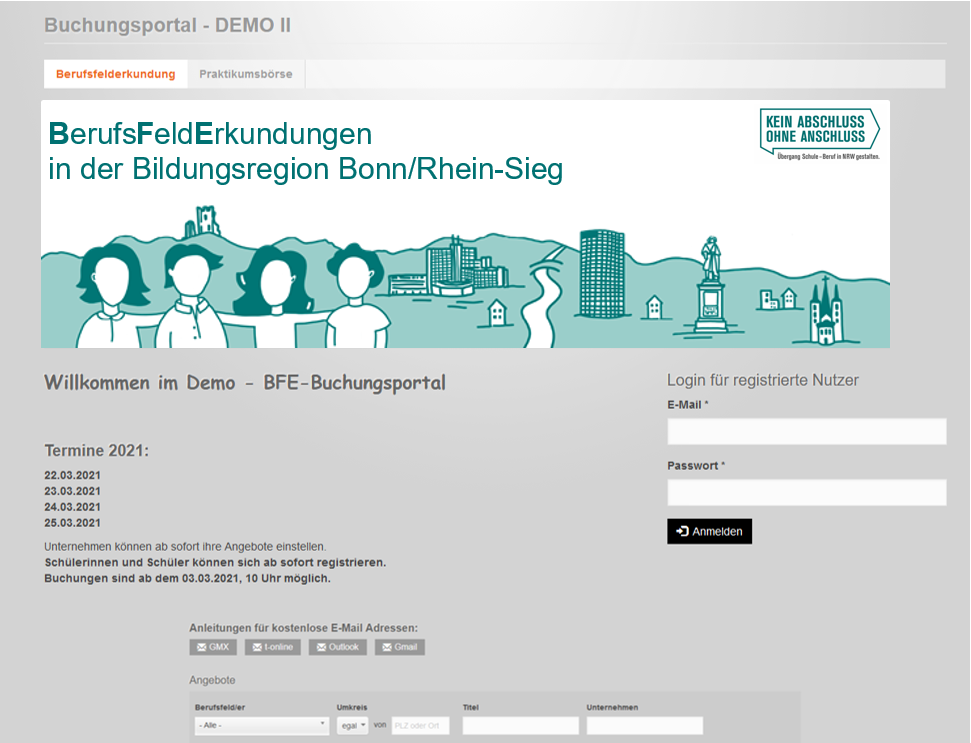 Buchungsportal - DEMO II
Berufsfelderkundung Praktikumsbörse
BerufsFeldErkundungen
in der Bildungsregion Bonn/Rhein-Sieg
KEIN ABSCHLUSS
OHNE ANSCHLUSS
Übergang Schule – Beruf in NRW gestalten.
Willkommen im Demo - BFE-Buchungsportal
Login für registrierte Nutzer
E-Mail *
Passwort *
Anmelden
Termine 2021:
22.03.2021
23.03.2021
24.03.2021
25.03.2021
Unternehmen können ab sofort ihre Angebote einstellen.
Schülerinnen und Schüler können sich ab sofort registrieren.
Buchungen sind ab dem 03.03.2021, 10 Uhr möglich.
Anleitungen für kostenlose E-Mail Adressen:
GMX t-online Outlook Gmail
Angebote
Berufsfeld/er Umkreis Titel Unternehmen
- Alle - egal von PLZ oder Ort